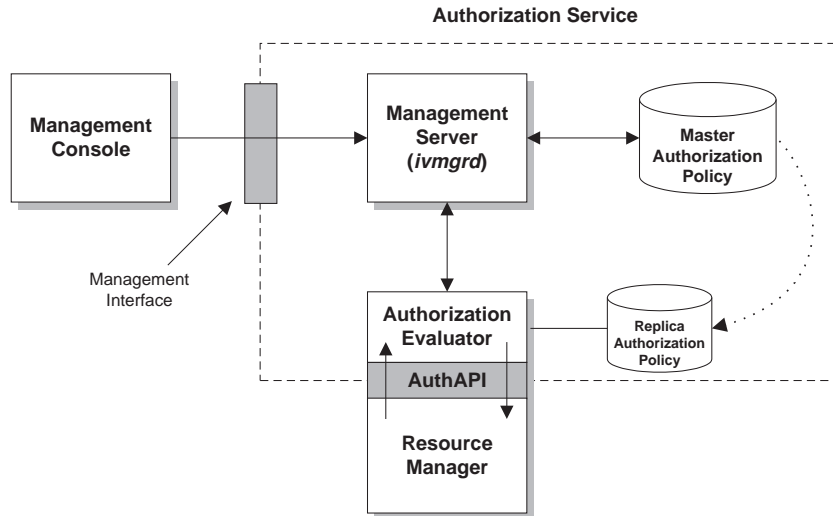 Authorization Service
Management
Console
Management
Server
(ivmgrd)
Master
Authorization
Policy
Management
Interface
Authorization
Evaluator
Replica
Authorization
Policy
AuthAPI
Resource
Manager